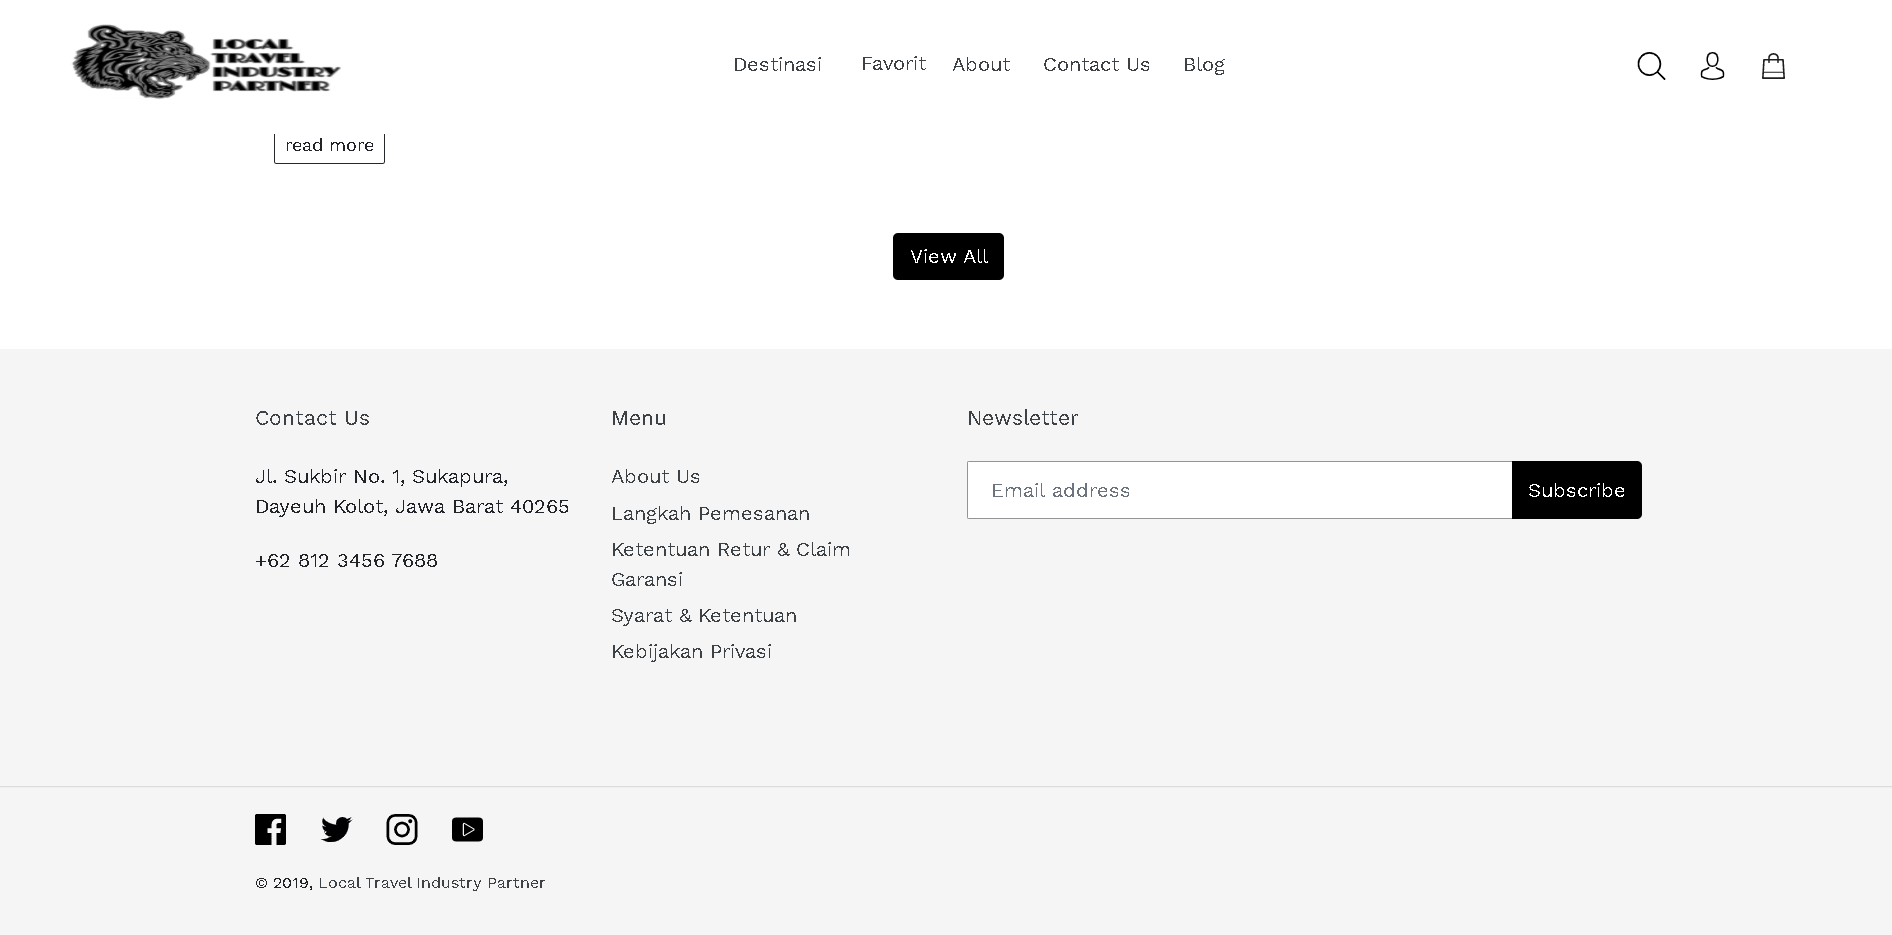 LOCAL
TRAVEL
INDUSTRY
PARTNER
Destinasi Favorit About Contact Us Blog
read more
View All
Contact Us
Jl. Sukbir No. 1, Sukapura,
Dayeuh Kolot, Jawa Barat 40265
+62 812 3456 7688
Menu
About Us
Langkah Pemesanan
Ketentuan Retur & Claim
Garansi
Syarat & Ketentuan
Kebijakan Privasi
Newsletter
Email address Subscribe
© 2019, Local Travel Industry Partner